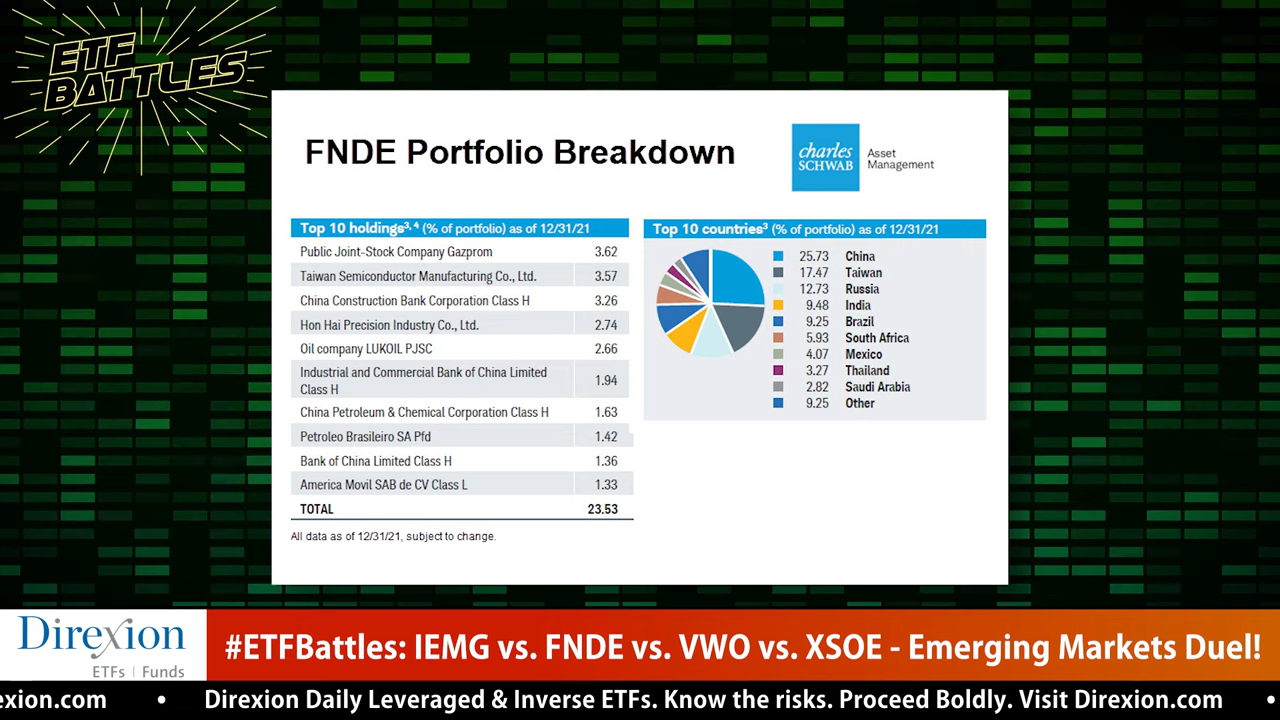 ETF
BATTLES
FNDE Portfolio Breakdown
charles
SCHWAB
Asset
Management
Top 10 holdings³,⁴ (% of portfolio) as of 12/31/21
Public Joint-Stock Company Gazprom 3.62
Taiwan Semiconductor Manufacturing Co., Ltd. 3.57
China Construction Bank Corporation Class H 3.26
Hon Hai Precision Industry Co., Ltd. 2.74
Oil company LUKOIL PJSC 2.66
Industrial and Commercial Bank of China Limited
Class H 1.94
China Petroleum & Chemical Corporation Class H 1.63
Petroleo Brasileiro SA Pfd 1.42
Bank of China Limited Class H 1.36
America Movil SAB de CV Class L 1.33
TOTAL 23.53
All data as of 12/31/21, subject to change.
Top 10 countries³ (% of portfolio) as of 12/31/21
25.73 China
17.47 Taiwan
12.73 Russia
9.48 India
9.25 Brazil
5.93 South Africa
4.07 Mexico
3.27 Thailand
2.82 Saudi Arabia
9.25 Other
Direxion
ETFs | Funds
#ETFBattles: IEMG vs. FNDE vs. VWO vs. XSOE - Emerging Markets Duel!
exion.com • Direxion Daily Leveraged & Inverse ETFs. Know the risks. Proceed Boldly. Visit Direxion.com •